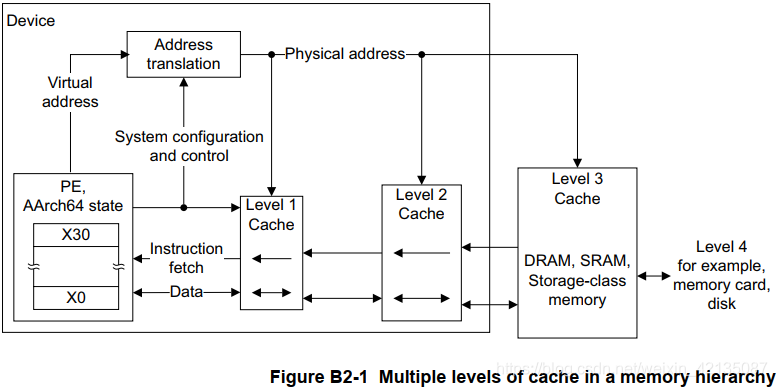 Device
Address
translation
Physical address
Virtual
address
System configuration
and control
PE,
AArch64 state
X30
X0
Instruction
fetch
Data
Level 1
Cache
Level 2
Cache
Level 3
Cache
DRAM, SRAM,
Storage-class
memory
Level 4
for example,
memory card,
disk
Figure B2-1 Multiple levels of cache in a memory hierarchy